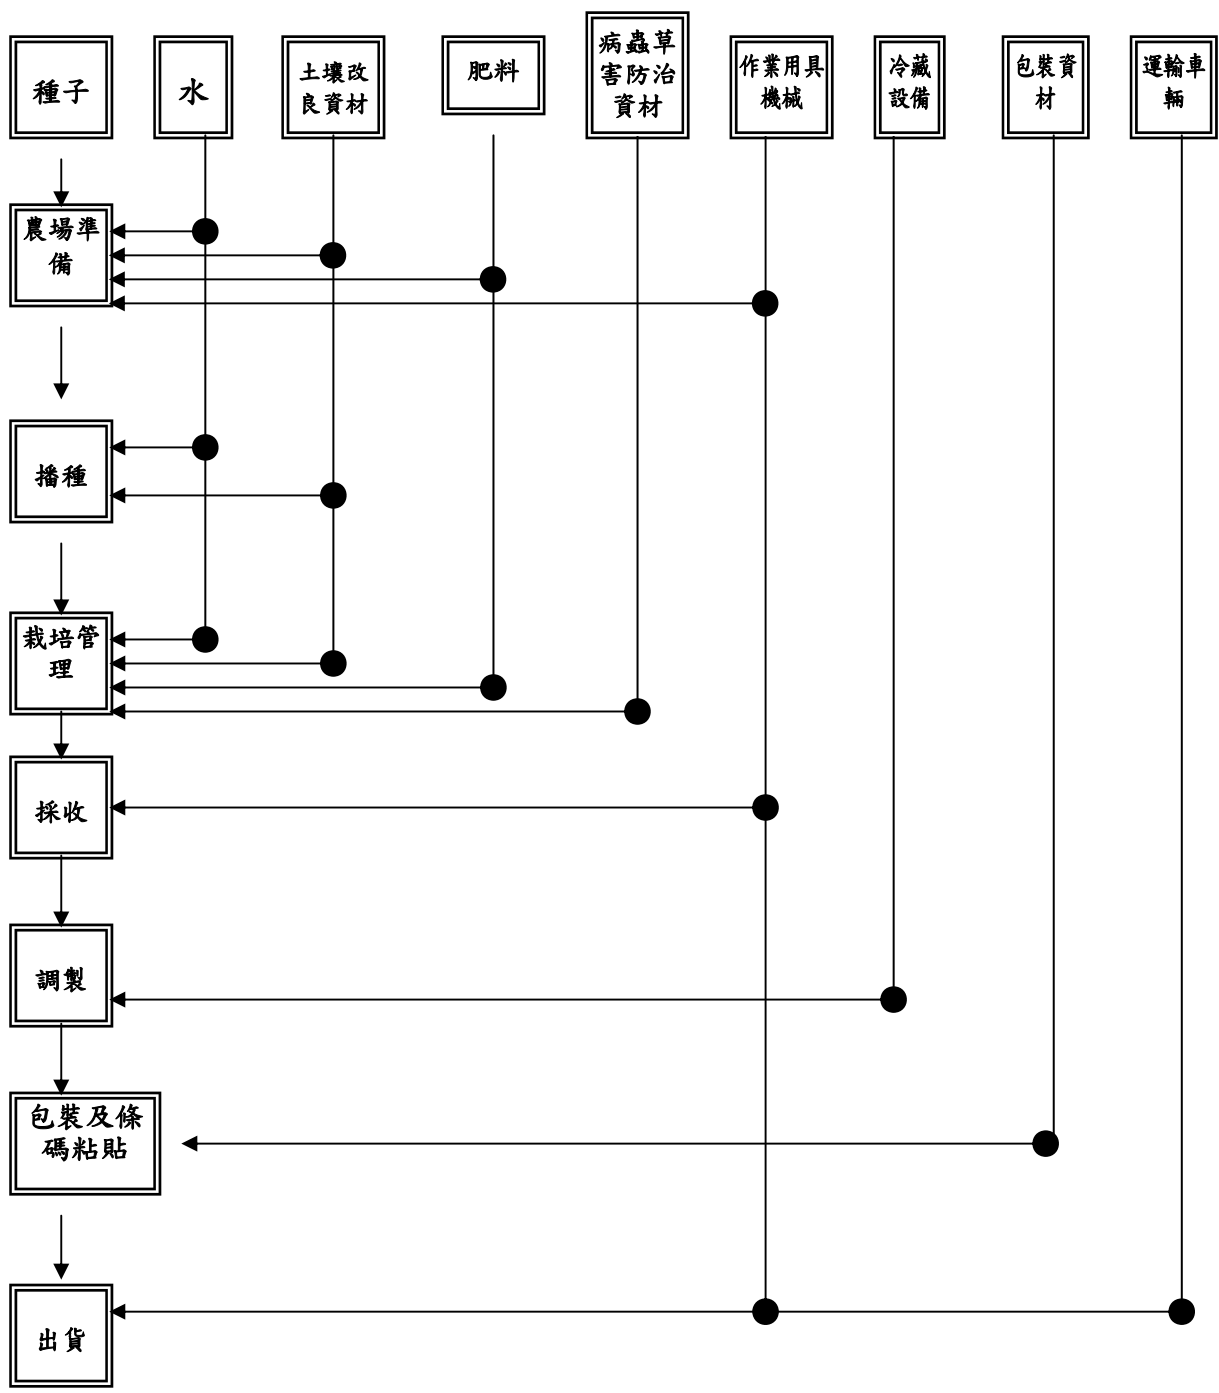 種子
水
土壤改
良資材
肥料
病蟲草
害防治
資材
作業用具
機械
冷藏
設備
包裝資
材
運輸車
輛
農場準
備
播種
栽培管
理
採收
調製
包裝及條
碼粘貼
出貨